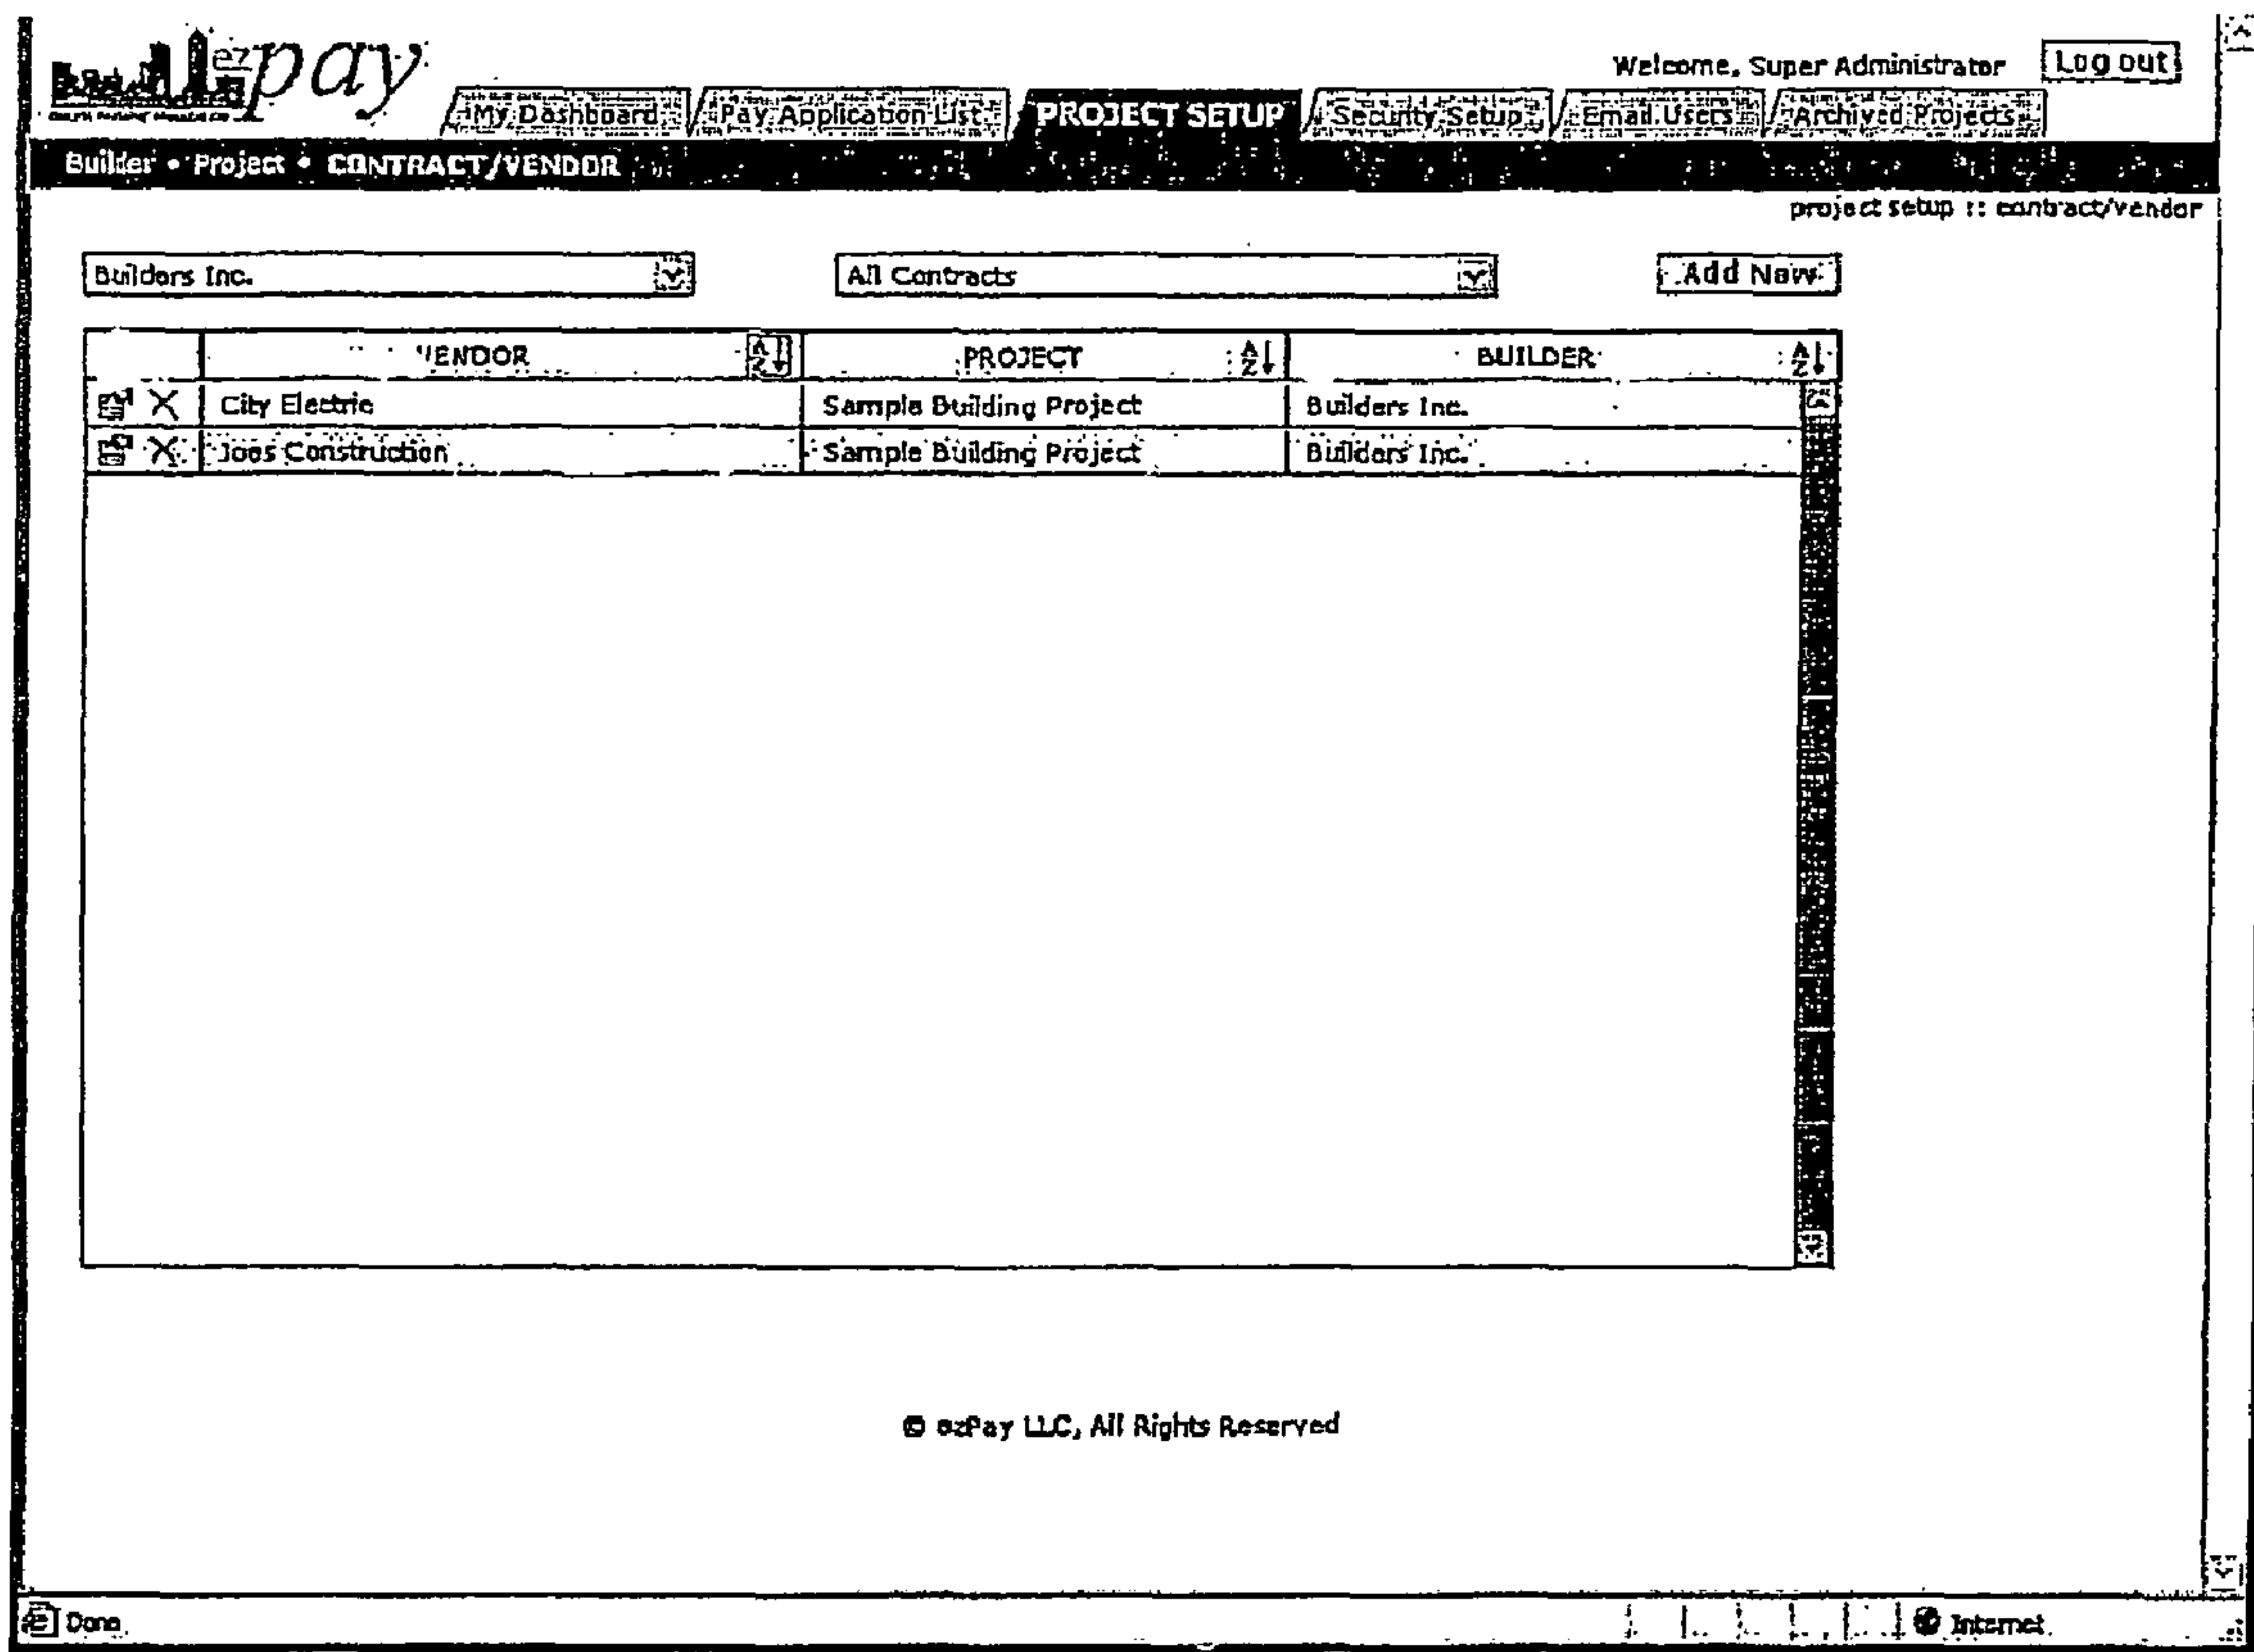 ez pay
Welcome, Super Administrator Log out
My Dashboard Pay Application List PROJECT SETUP Security Setup Email Users Archived Projects
Builder • Project • CONTRACT/VENDOR
project setup :: contract/vendor
Builders Inc. All Contracts Add New
VENDOR PROJECT BUILDER
City Electric Sample Building Project Builders Inc.
Joes Construction Sample Building Project Builders Inc.
© ezPay LLC, All Rights Reserved
Done Internet